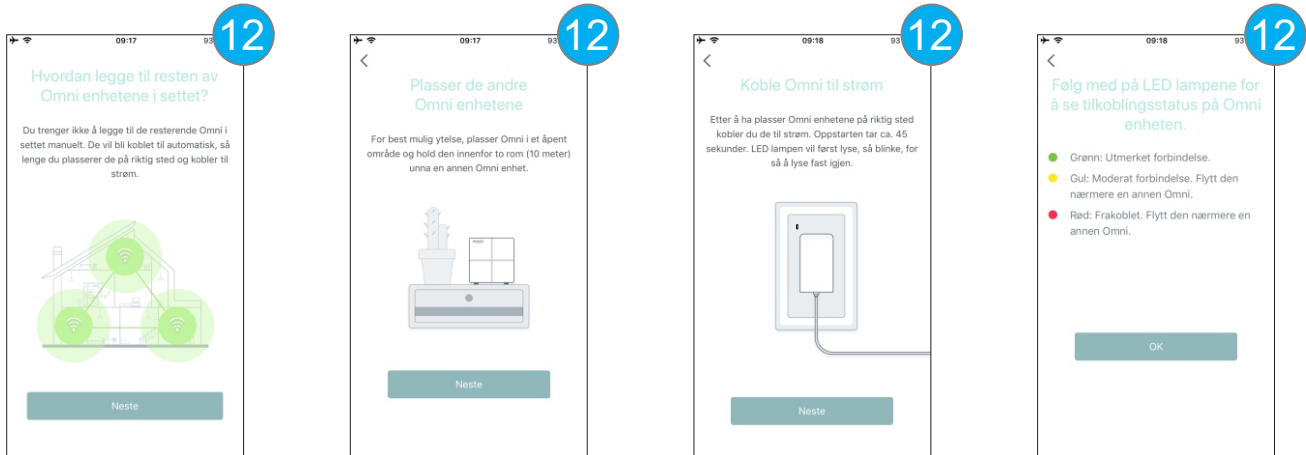 12
09:17
93
Hvordan legge til resten av
Omni enhetene i settet?
Du trenger ikke å legge til de resterende Omni i
settet manuelt. De vil bli koblet til automatisk, så
lenge du plasserer de på riktig sted og kobler til
strøm.
Neste
12
09:17
93
Plasser de andre
Omni enhetene
For best mulig ytelse, plasser Omni i et åpent
område og hold den innenfor to rom (10 meter)
unna en annen Omni enhet.
Neste
12
09:18
93
Koble Omni til strøm
Etter å ha plasser Omni enhetene på riktig sted
kobler du de til strøm. Oppstarten tar ca. 45
sekunder. LED lampen vil først lyse, så blinke, for
så å lyse fast igjen.
Neste
12
09:18
93
Følg med på LED lampene for
å se tilkoblingsstatus på Omni
enheten.
Grønn: Utmerket forbindelse.
Gul: Moderat forbindelse. Flytt den
nærmere en annen Omni.
Rød: Frakoblet. Flytt den nærmere en
annen Omni.
OK